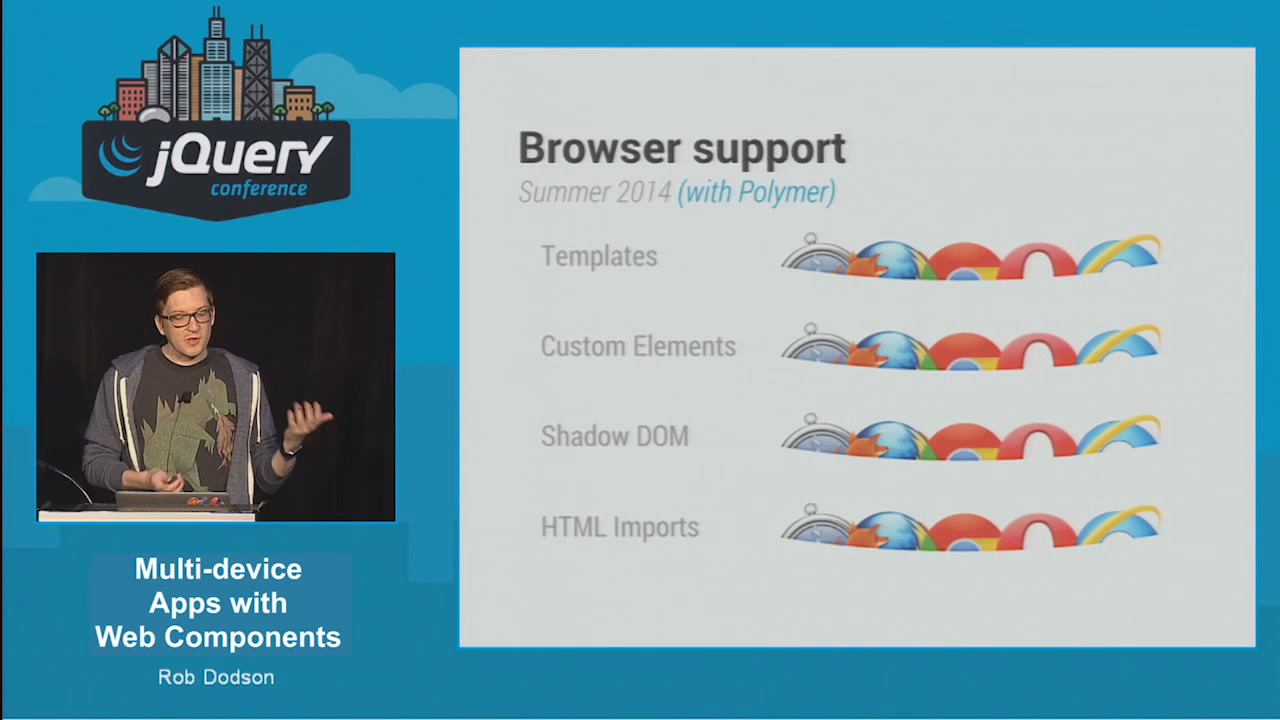 jQuery
conference
Multi-device
Apps with
Web Components
Rob Dodson
Browser support
Summer 2014 (with Polymer)
Templates
Custom Elements
Shadow DOM
HTML Imports